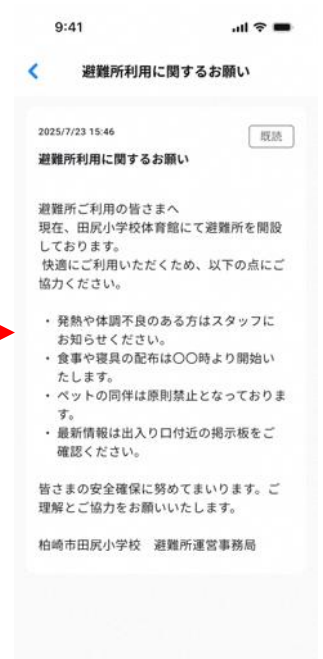 9:41
避難所利用に関するお願い
2025/7/23 15:46
既読
避難所利用に関するお願い
避難所ご利用の皆さまへ
現在、田尻小学校体育館にて避難所を開設
しております。
快適にご利用いただくため、以下の点にご
協力ください。
・発熱や体調不良のある方はスタッフに
お知らせください。
・食事や寝具の配布は〇〇時より開始い
たします。
・ペットの同伴は原則禁止となっておりま
す。
・最新情報は出入り口付近の掲示板をご
確認ください。
皆さまの安全確保に努めてまいります。ご
理解とご協力をお願いいたします。
柏崎市田尻小学校　避難所運営事務局